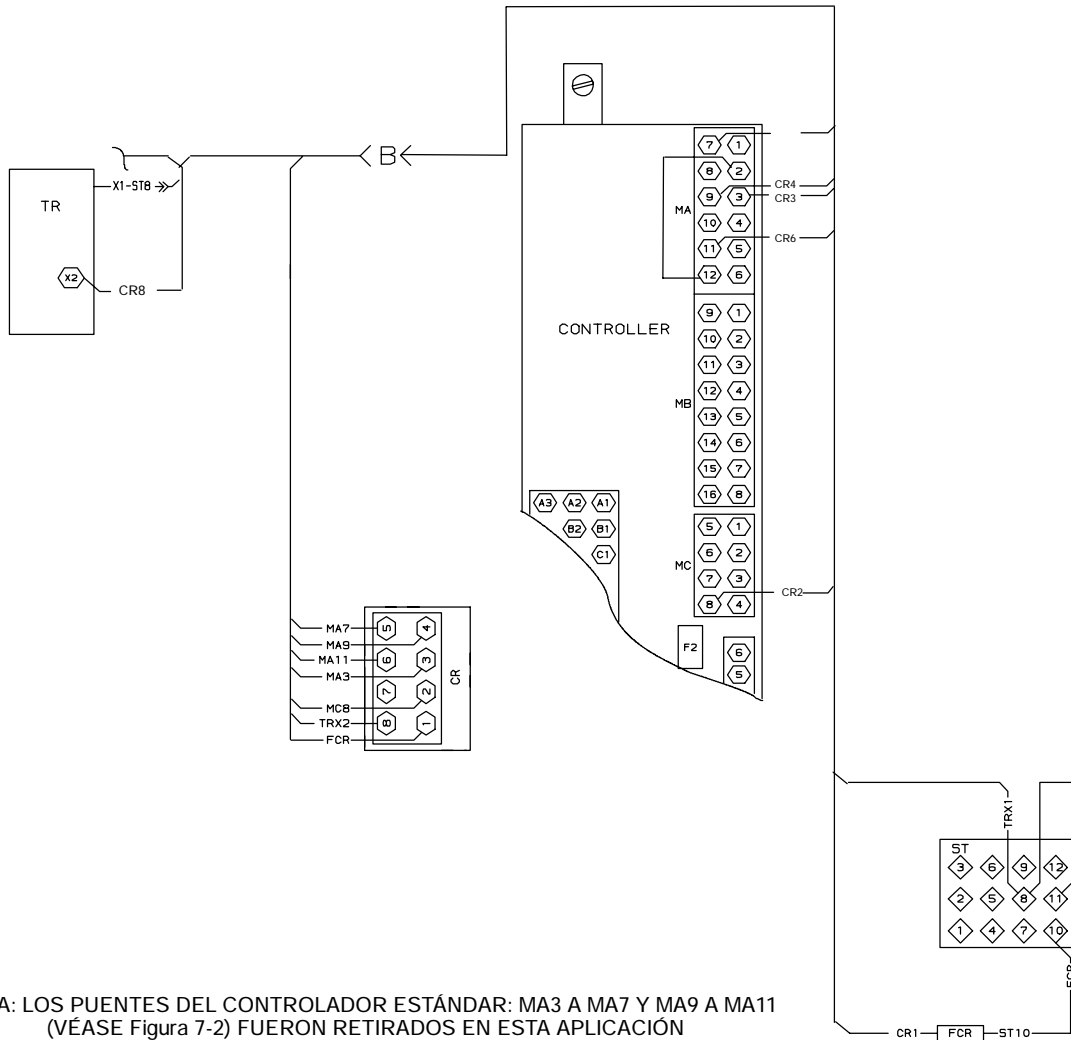 B
X1-ST8
TR
X2
CR8
7 1
8 2
9 3
CR4
CR3
MA
10 4
11 5
CR6
12 6
CONTROLLER
9 1
10 2
11 3
12 4
MB
13 5
14 6
15 7
16 8
A3 A2 A1
B2 B1
C1
5 1
6 2
MC
7 3
8 4
CR2
F2
6
5
MA7 5 4
MA9
MA11 6 3
MA3
CR
7 2
MC8
TRX2 8 1
FCR
TRX1
ST
3 6 9 12
2 5 8 11
1 4 7 10
FCR
A: LOS PUENTES DEL CONTROLADOR ESTÁNDAR: MA3 A MA7 Y MA9 A MA11
(VÉASE Figura 7-2) FUERON RETIRADOS EN ESTA APLICACIÓN
CR1 FCR ST10